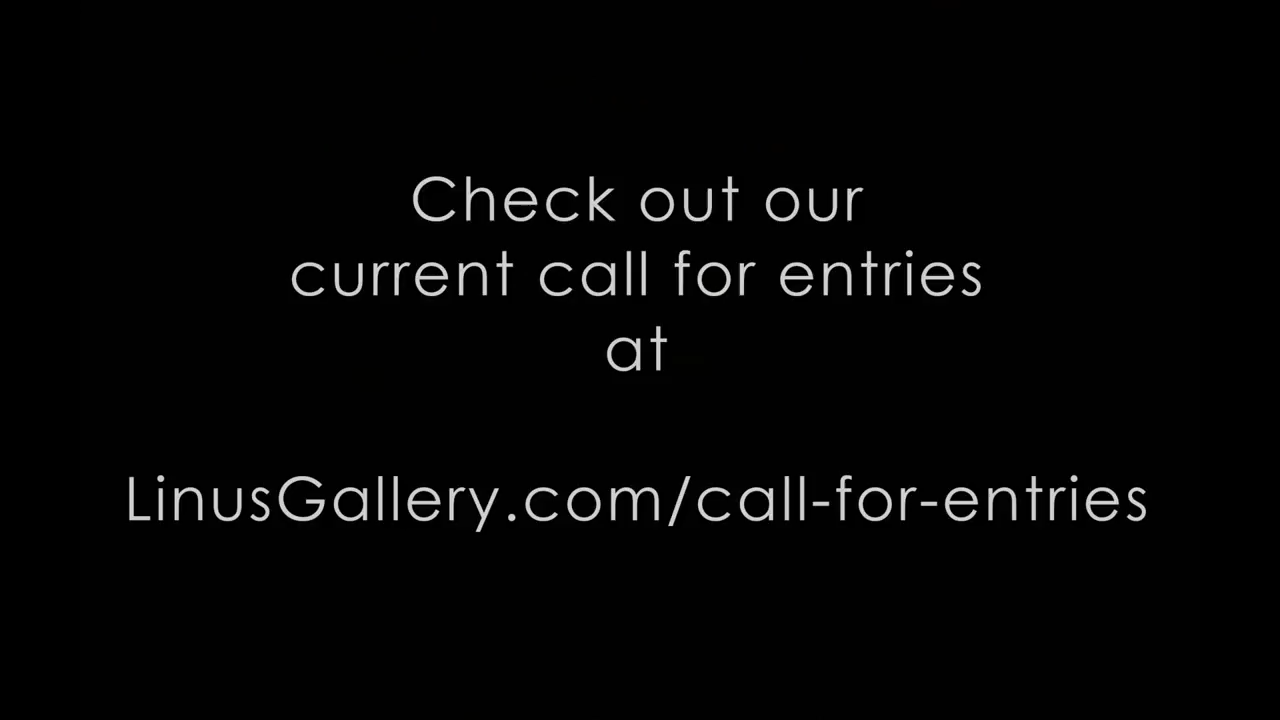 Check out our
current call for entries
at
LinusGallery.com/call-for-entries